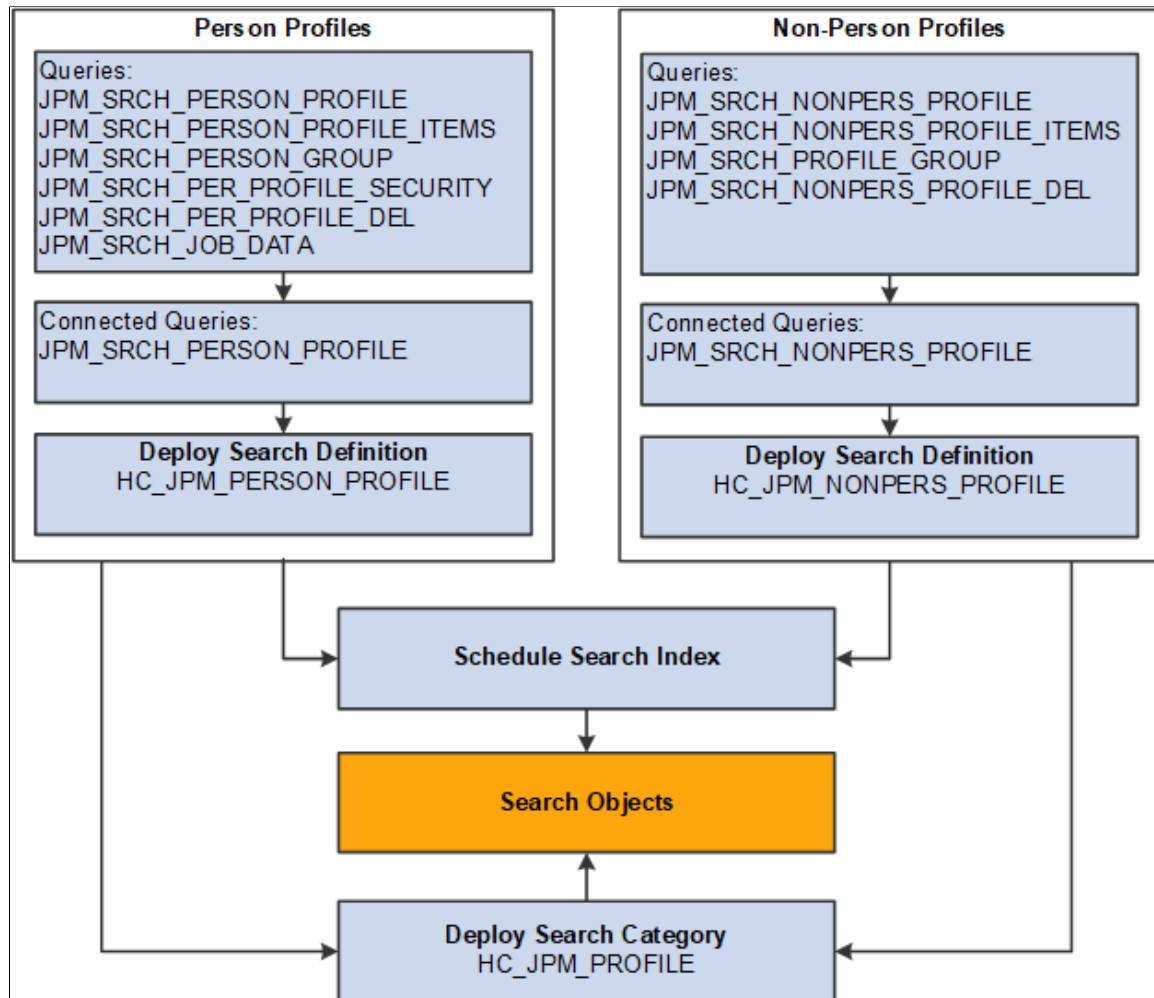 Person Profiles
Queries:
JPM_SRCH_PERSON_PROFILE
JPM_SRCH_PERSON_PROFILE_ITEMS
JPM_SRCH_PERSON_GROUP
JPM_SRCH_PER_PROFILE_SECURITY
JPM_SRCH_PER_PROFILE_DEL
JPM_SRCH_JOB_DATA
Connected Queries:
JPM_SRCH_PERSON_PROFILE
Deploy Search Definition
HC_JPM_PERSON_PROFILE
Non-Person Profiles
Queries:
JPM_SRCH_NONPERS_PROFILE
JPM_SRCH_NONPERS_PROFILE_ITEMS
JPM_SRCH_PROFILE_GROUP
JPM_SRCH_NONPERS_PROFILE_DEL
Connected Queries:
JPM_SRCH_NONPERS_PROFILE
Deploy Search Definition
HC_JPM_NONPERS_PROFILE
Schedule Search Index
Search Objects
Deploy Search Category
HC_JPM_PROFILE